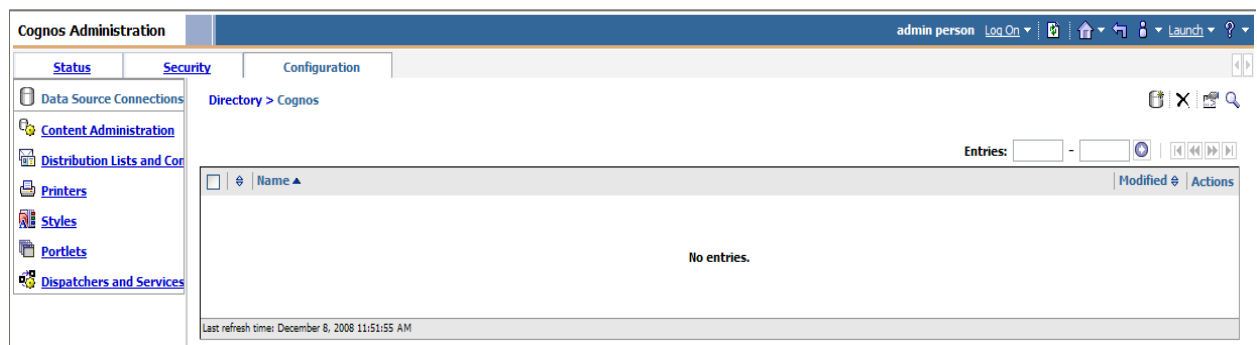 Cognos Administration admin person Log On Launch ?
Status Security Configuration
Data Source Connections Directory > Cognos
Content Administration
Distribution Lists and Con Entries: -
Name Modified Actions
Printers
Styles
Portlets
No entries.
Dispatchers and Services
Last refresh time: December 8, 2008 11:51:55 AM